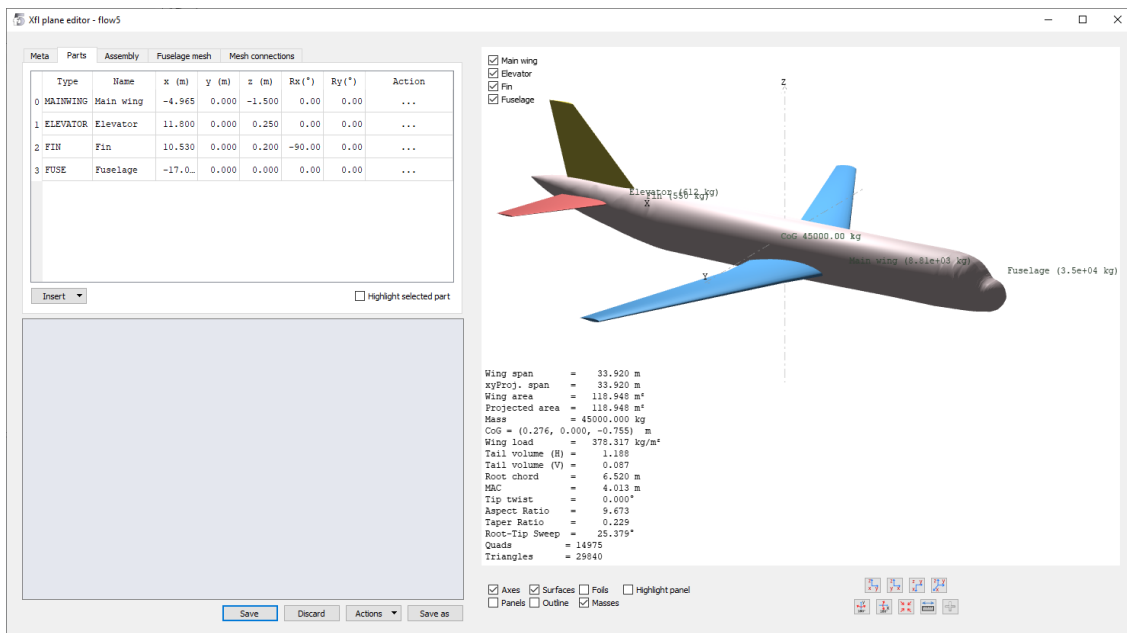 Xfl plane editor - flow5
Meta Parts Assembly Fuselage mesh Mesh connections
Type Name x (m) y (m) z (m) Rx(°) Ry(°) Action
0 MAINWING Main wing -4.965 0.000 -1.500 0.00 0.00 ...
1 ELEVATOR Elevator 11.800 0.000 0.250 0.00 0.00 ...
2 FIN Fin 10.530 0.000 0.200 -90.00 0.00 ...
3 FUSE Fuselage -17.0… 0.000 0.000 0.00 0.00 ...
Insert Highlight selected part
Save Discard Actions Save as
Main wing
Elevator
Fin
Fuselage
Z
Elevator (612 kg)
Fin (550 kg)
X
CoG 45000.00 kg
Main wing (8.81e+03 kg)
Fuselage (3.5e+04 kg)
Y
Wing span = 33.920 m
xyProj. span = 33.920 m
Wing area = 118.948 m²
Projected area = 118.948 m²
Mass = 45000.000 kg
CoG = (0.276, 0.000, -0.755) m
Wing load = 378.317 kg/m²
Tail volume (H) = 1.188
Tail volume (V) = 0.087
Root chord = 6.520 m
MAC = 4.013 m
Tip twist = 0.000°
Aspect Ratio = 9.673
Taper Ratio = 0.229
Root-Tip Sweep = 25.379°
Quads = 14975
Triangles = 29840
Axes Surfaces Foils Highlight panel
Panels Outline Masses